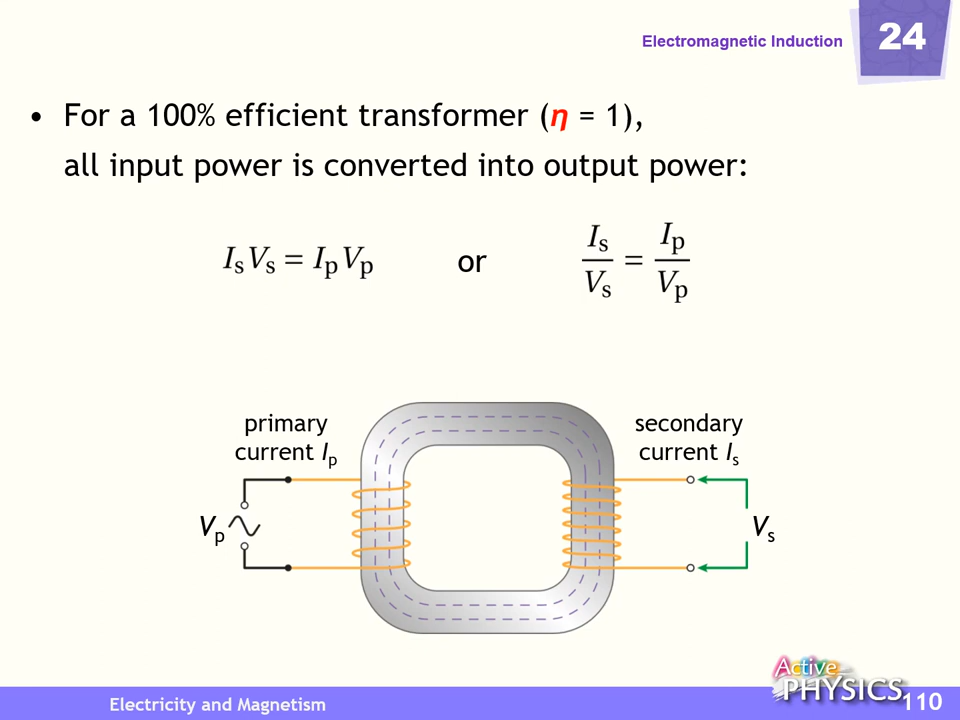 Electromagnetic Induction
24
• For a 100% efficient transformer (η = 1),
all input power is converted into output power:
IₛVₛ = IₚVₚ or Iₛ/Vₛ = Iₚ/Vₚ
primary
current Iₚ
secondary
current Iₛ
Vₚ
Vₛ
Active
PHYSICS
Electricity and Magnetism
110